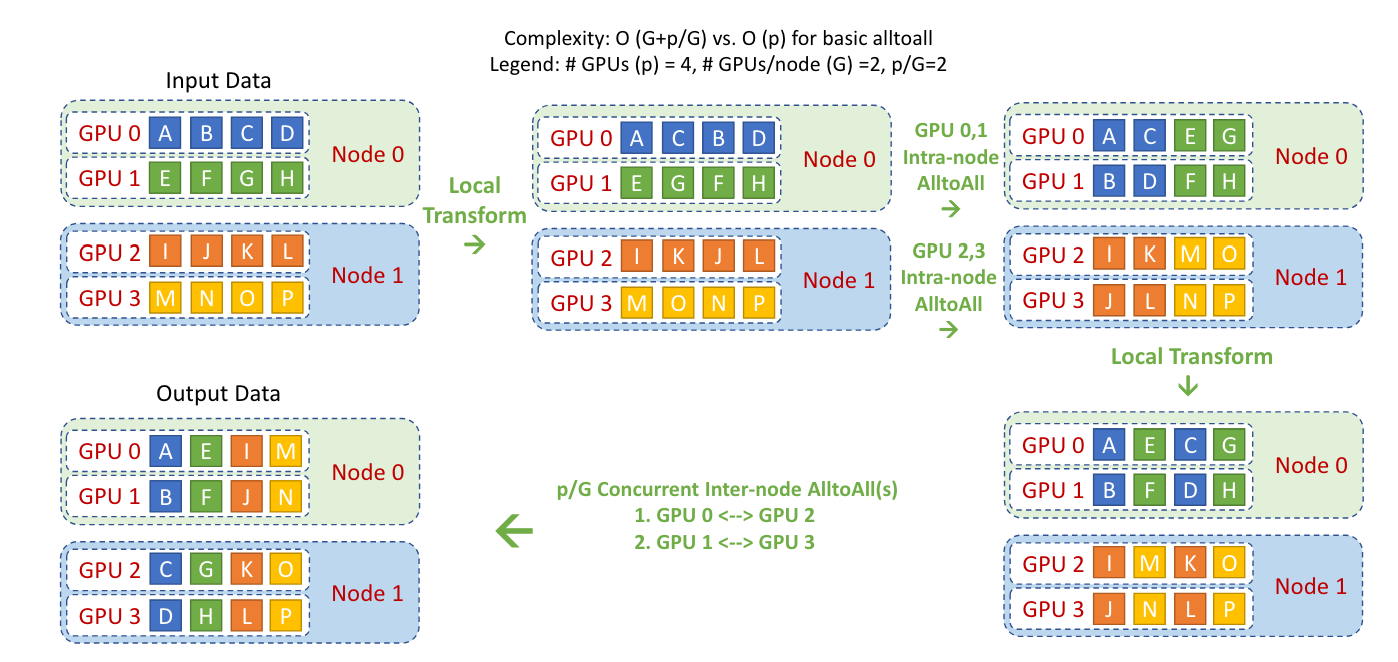 Complexity: O (G+p/G) vs. O (p) for basic alltoall
Legend: # GPUs (p) = 4, # GPUs/node (G) =2, p/G=2
Input Data
GPU 0 A B C D
GPU 1 E F G H
Node 0
GPU 2 I J K L
GPU 3 M N O P
Node 1
Local
Transform
→
GPU 0 A C B D
GPU 1 E G F H
Node 0
GPU 2 I K J L
GPU 3 M O N P
Node 1
GPU 0,1
Intra-node
AlltoAll
→
GPU 2,3
Intra-node
AlltoAll
→
GPU 0 A C E G
GPU 1 B D F H
Node 0
GPU 2 I K M O
GPU 3 J L N P
Node 1
Local Transform
↓
GPU 0 A E C G
GPU 1 B F D H
Node 0
GPU 2 I M K O
GPU 3 J N L P
Node 1
p/G Concurrent Inter-node AlltoAll(s)
1. GPU 0 <--> GPU 2
2. GPU 1 <--> GPU 3
←
Output Data
GPU 0 A E I M
GPU 1 B F J N
Node 0
GPU 2 C G K O
GPU 3 D H L P
Node 1